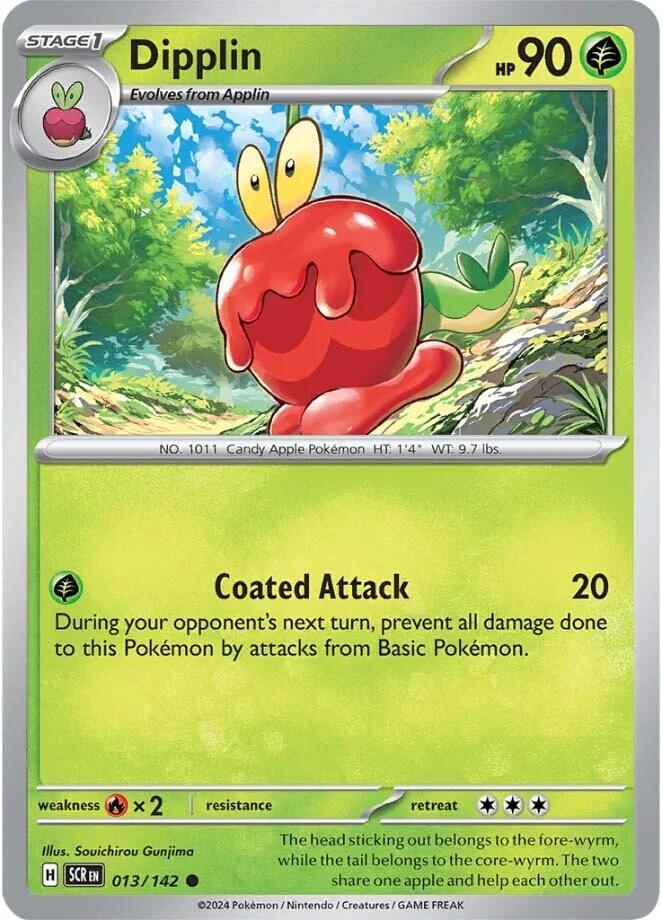 STAGE1
Dipplin
HP 90
Evolves from Applin
NO. 1011 Candy Apple Pokémon HT: 1'4" WT: 9.7 lbs.
Coated Attack 20
During your opponent's next turn, prevent all damage done
to this Pokémon by attacks from Basic Pokémon.
weakness ×2 resistance retreat
Illus. Souichirou Gunjima
H SCR EN 013/142
The head sticking out belongs to the fore-wyrm,
while the tail belongs to the core-wyrm. The two
share one apple and help each other out.
©2024 Pokémon / Nintendo / Creatures / GAME FREAK